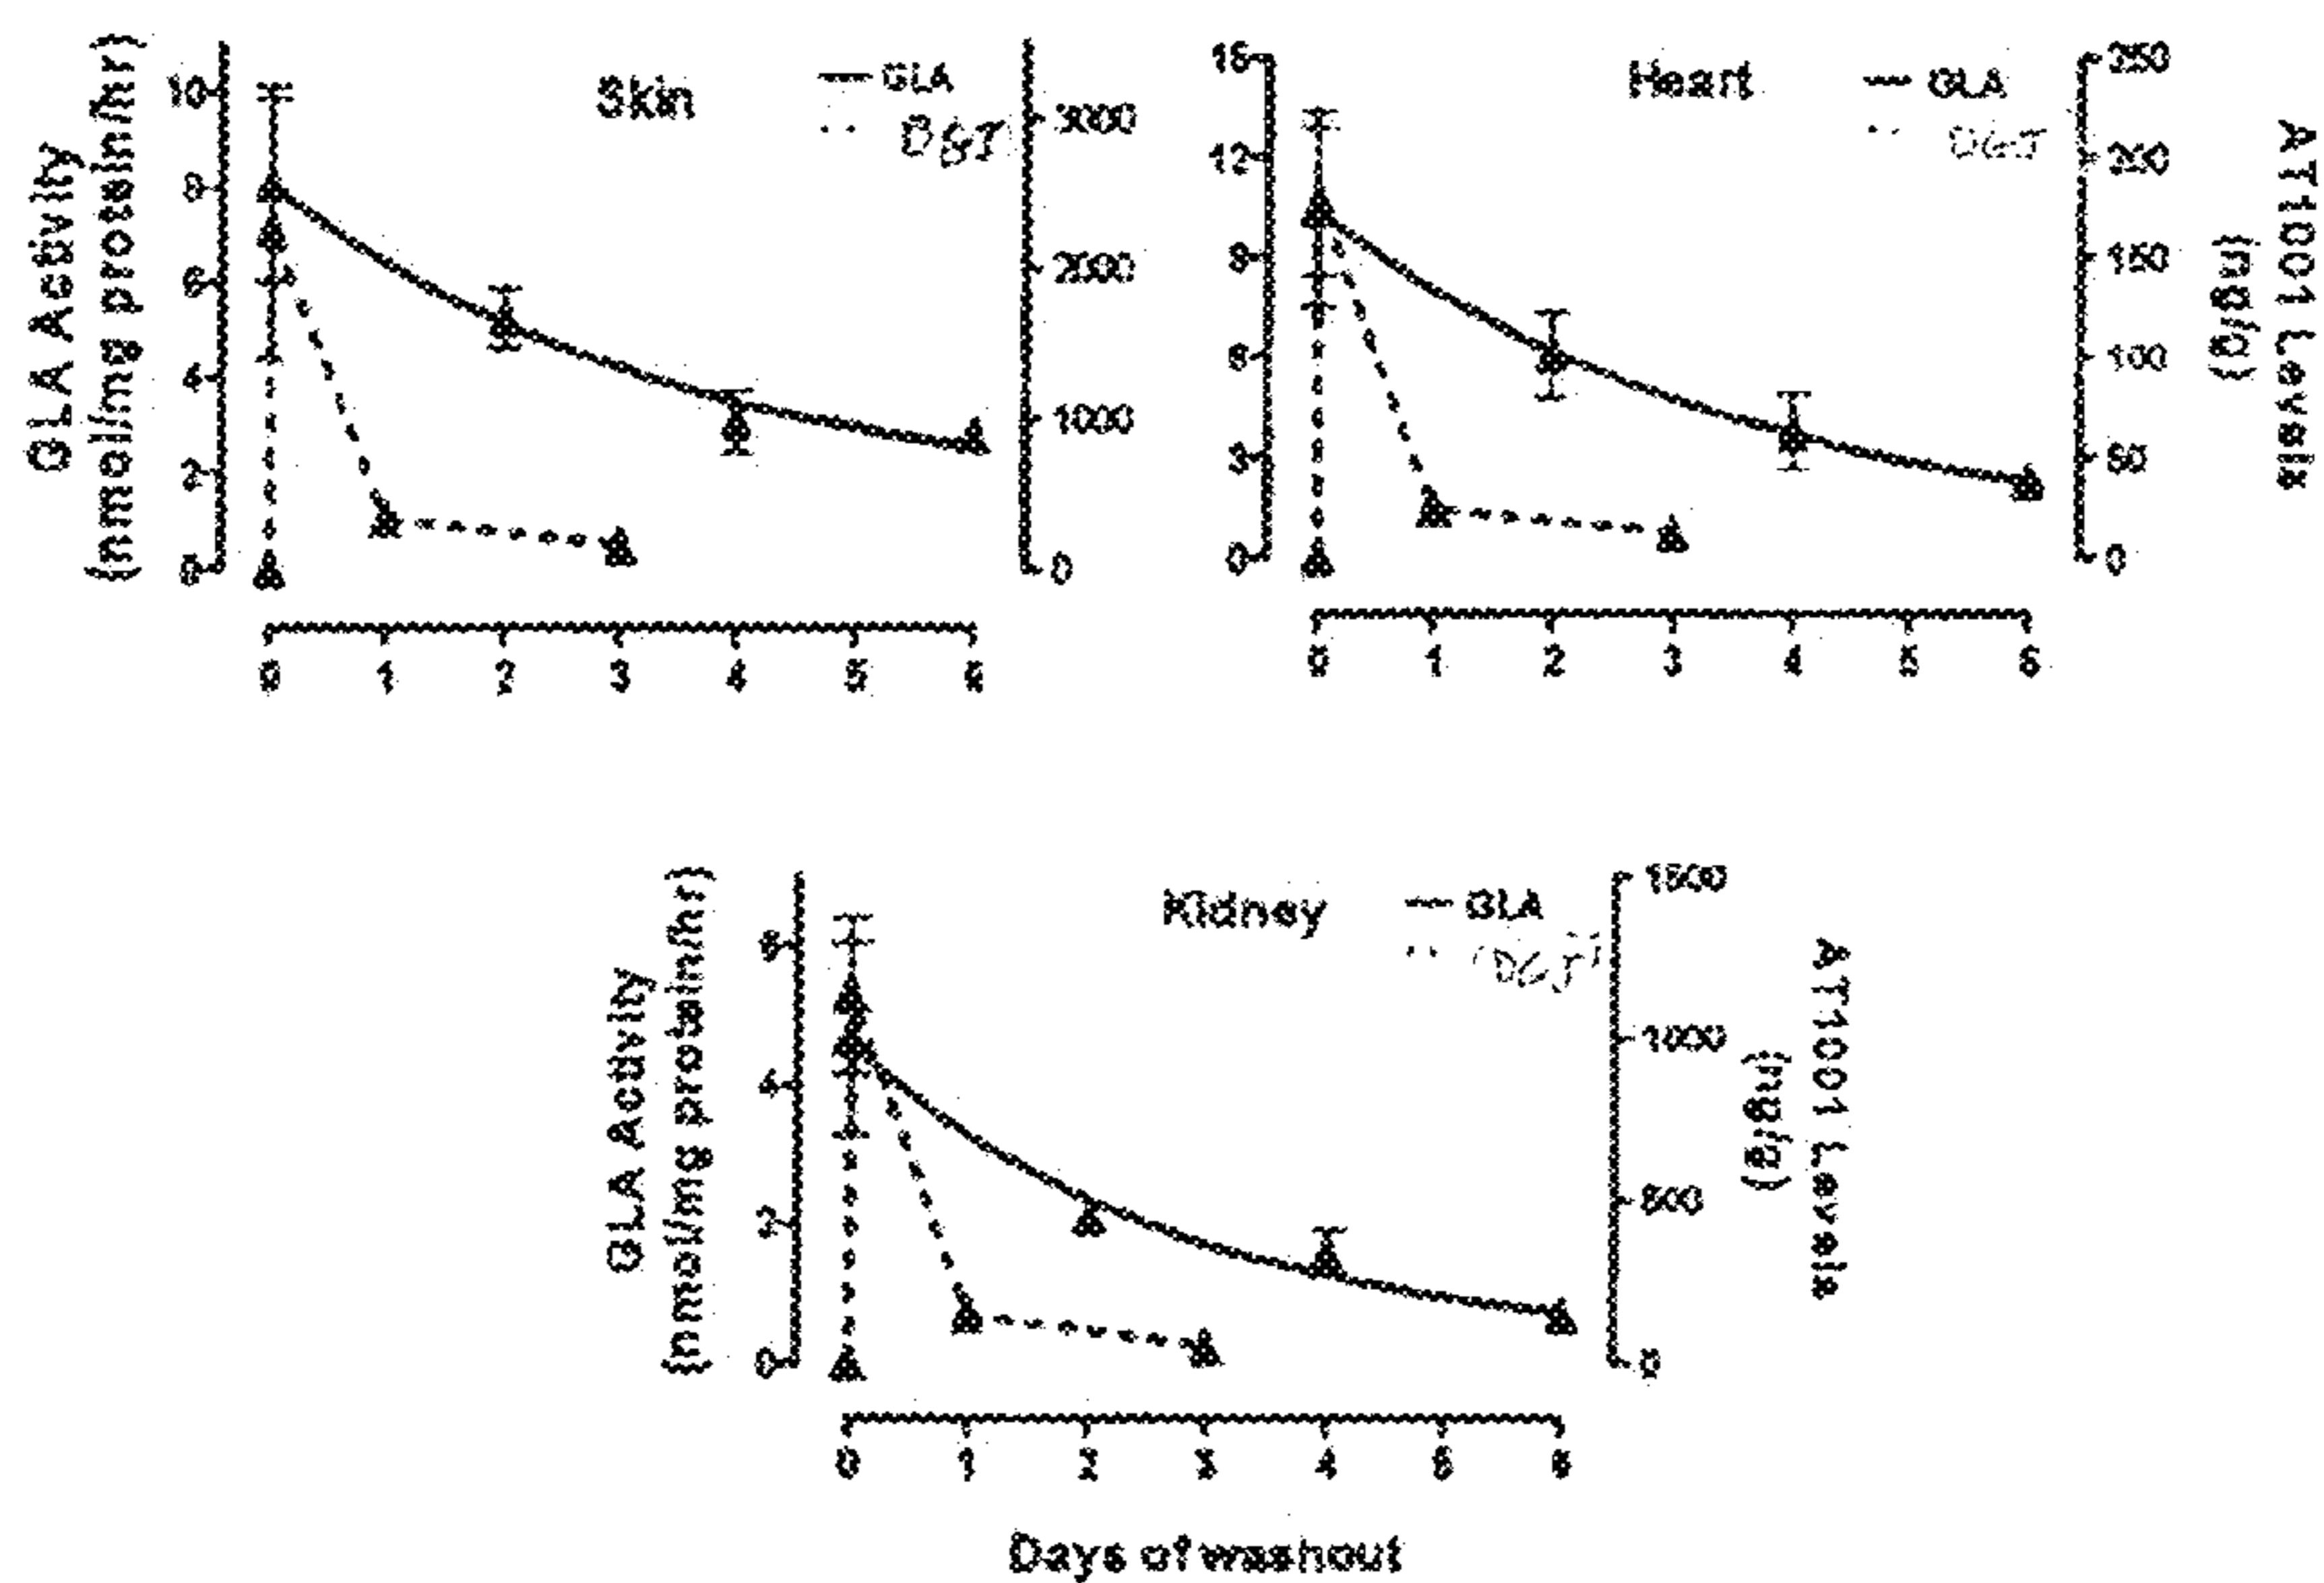 Skin
GLA
DGJ
GLA Activity
(nmol/mg protein/hr)
10
8
6
4
2
0
3000
2000
1000
0
0 1 2 3 4 5 6
Heart
GLA
DGJ
15
12
9
6
3
0
250
200
150
100
50
0
AT1001 Levels
(ng/g)
0 1 2 3 4 5 6
Kidney
GLA
DGJ
GLA Activity
(nmol/mg protein/hr)
6
4
2
0
1500
1000
500
0
AT1001 Levels
(ng/g)
0 1 2 3 4 5 6
Days of washout